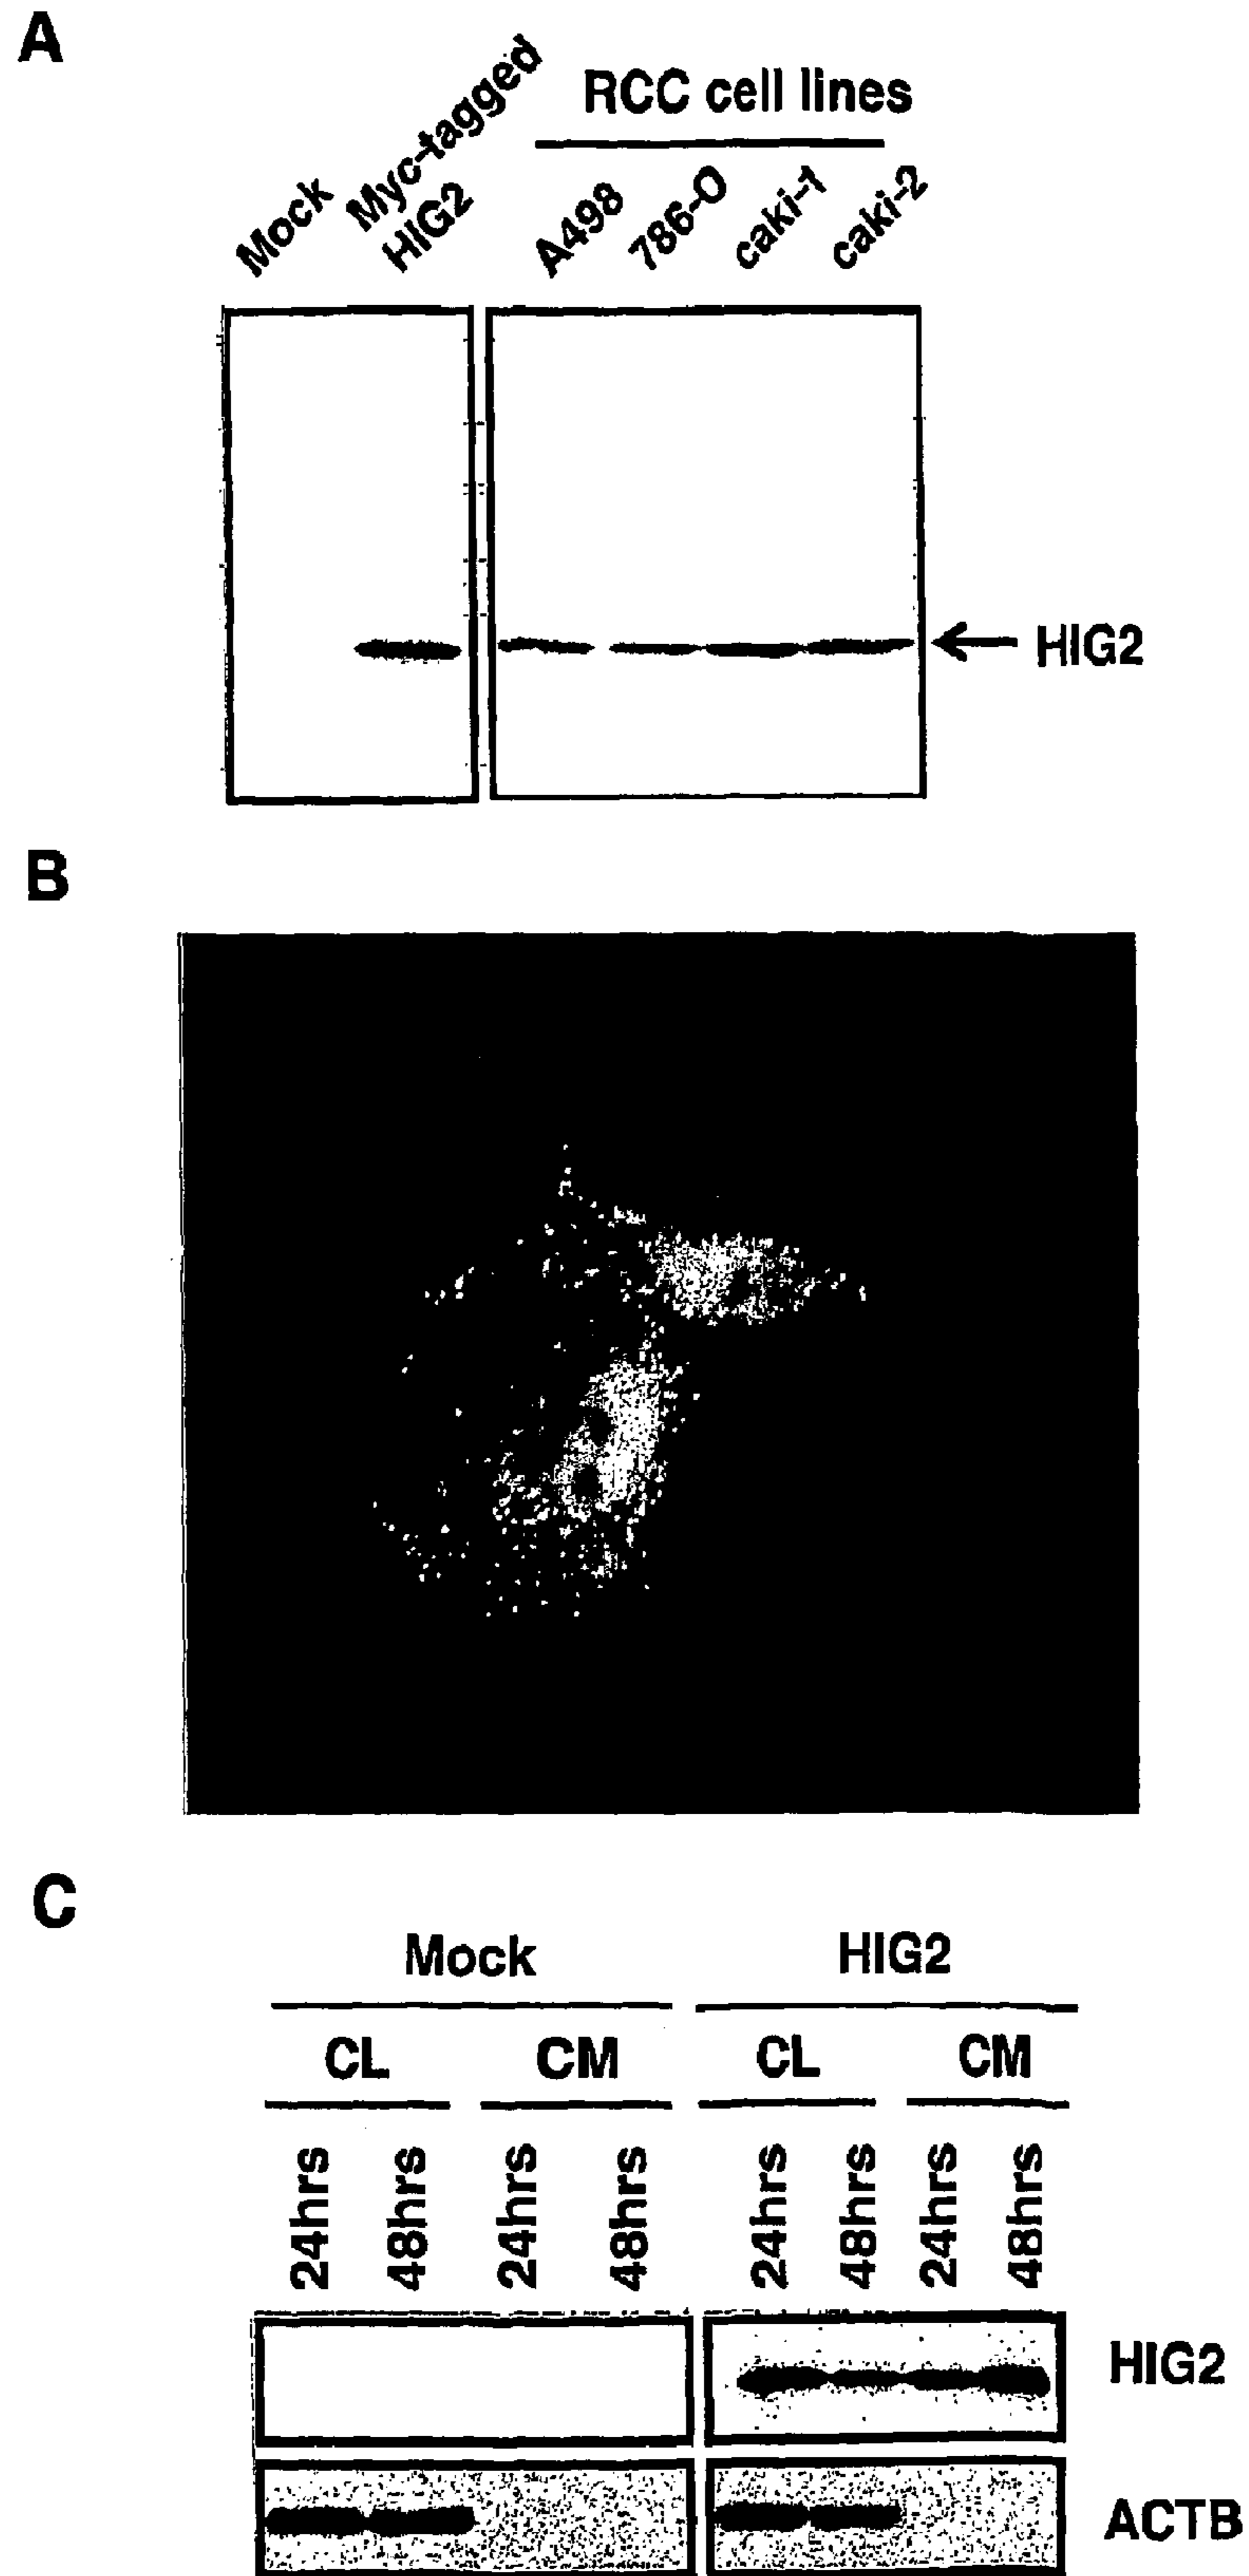 A
RCC cell lines
Mock
Myc-tagged
HIG2
A498
786-O
caki-1
caki-2
HIG2
B
C
Mock
HIG2
CL
CM
CL
CM
24hrs
48hrs
24hrs
48hrs
24hrs
48hrs
24hrs
48hrs
HIG2
ACTB